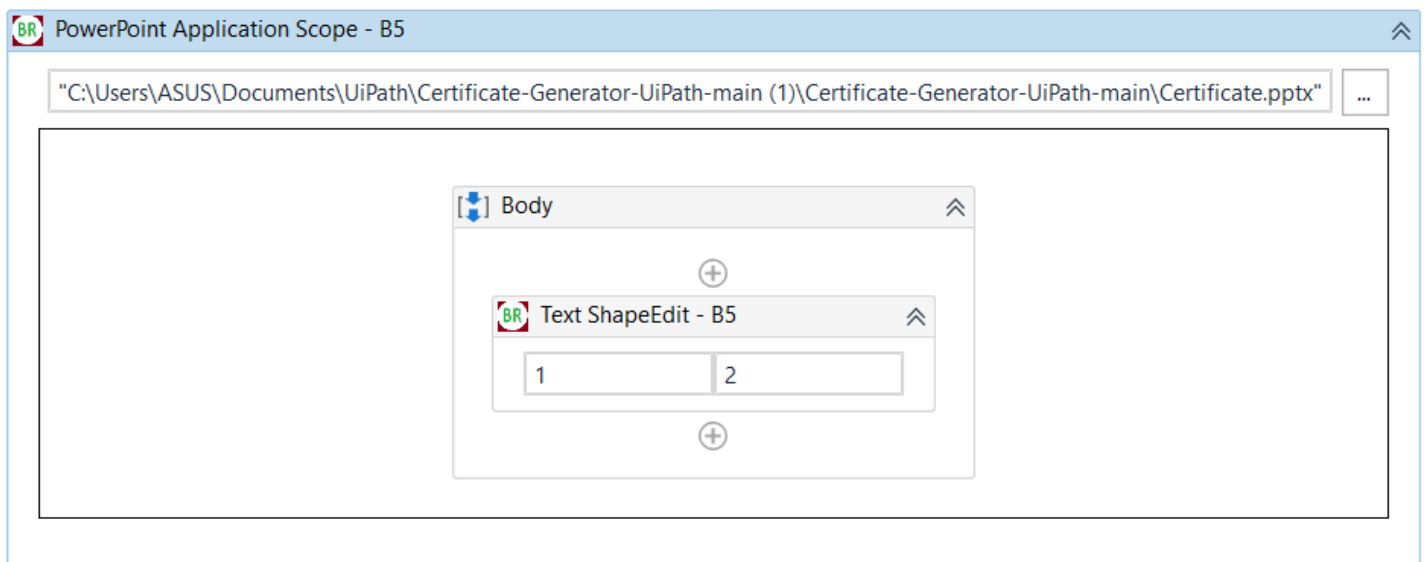 BR PowerPoint Application Scope - B5
"C:\Users\ASUS\Documents\UiPath\Certificate-Generator-UiPath-main (1)\Certificate-Generator-UiPath-main\Certificate.pptx" ...
Body
BR Text ShapeEdit - B5
1 2